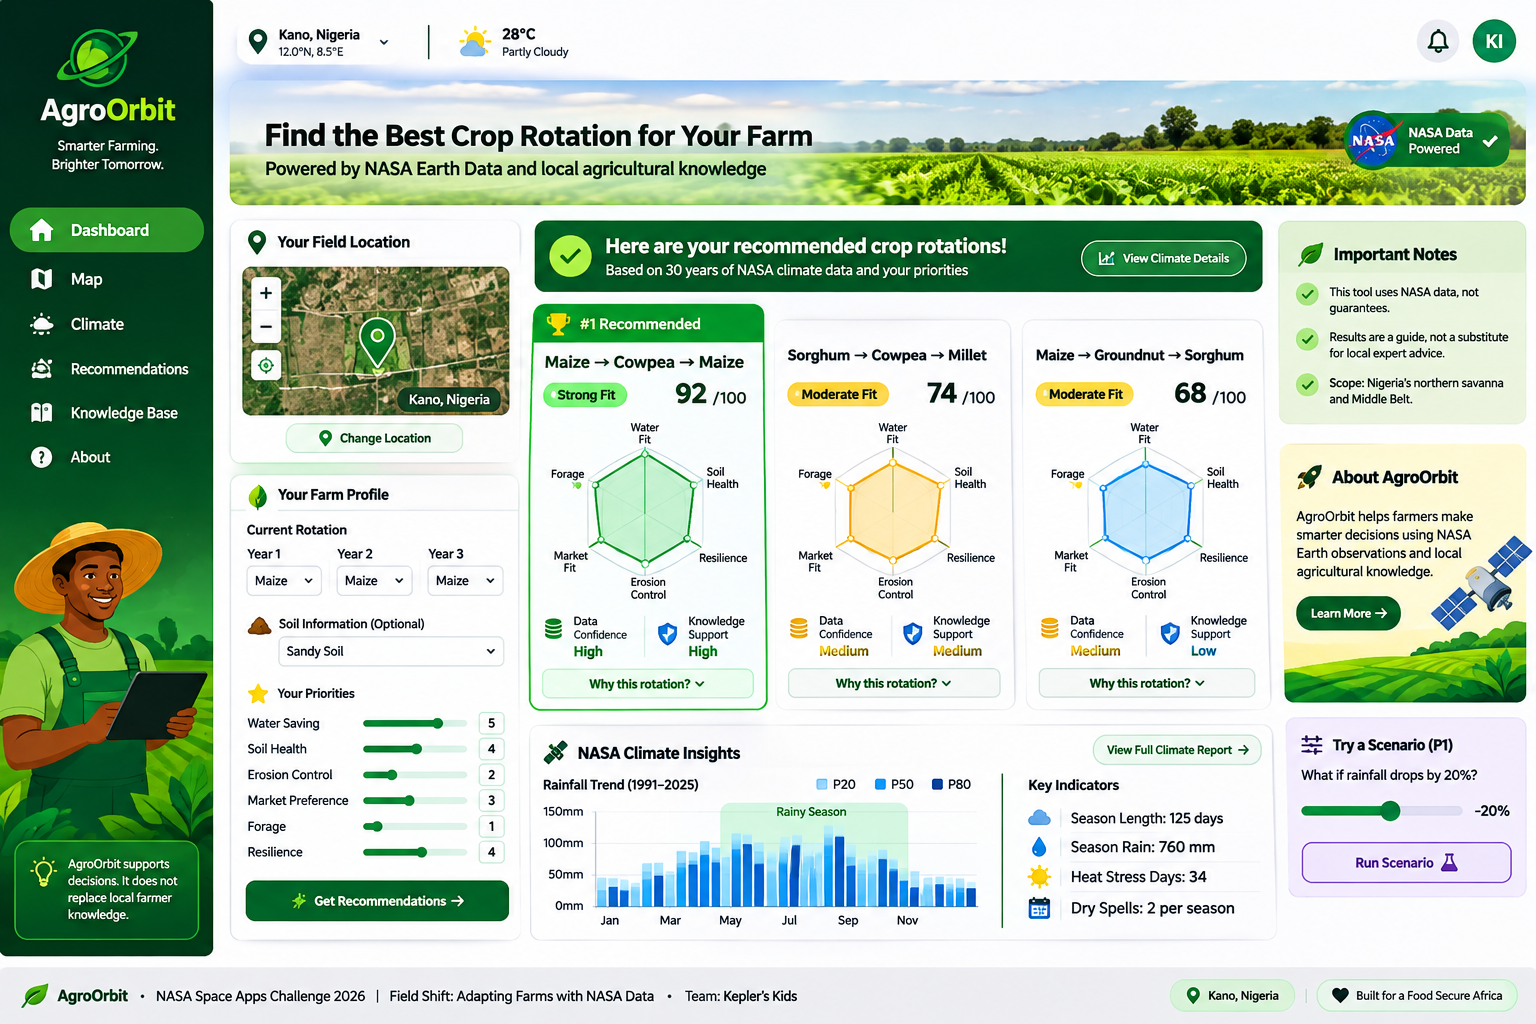 AgroOrbit
Smarter Farming.
Brighter Tomorrow.
Dashboard
Map
Climate
Recommendations
Knowledge Base
About
AgroOrbit supports
decisions. It does not
replace local farmer
knowledge.
Kano, Nigeria
12.0°N, 8.5°E
28°C
Partly Cloudy
KI
Find the Best Crop Rotation for Your Farm
Powered by NASA Earth Data and local agricultural knowledge
NASA
NASA Data
Powered
Your Field Location
+
−
Kano, Nigeria
Change Location
Your Farm Profile
Current Rotation
Year 1 Year 2 Year 3
Maize Maize Maize
Soil Information (Optional)
Sandy Soil
Your Priorities
Water Saving 5
Soil Health 4
Erosion Control 2
Market Preference 3
Forage 1
Resilience 4
Get Recommendations →
Here are your recommended crop rotations!
Based on 30 years of NASA climate data and your priorities
View Climate Details
#1 Recommended
Maize → Cowpea → Maize
Strong Fit 92 /100
Water
Fit
Forage
Soil
Health
Market
Fit
Resilience
Erosion
Control
Data
Confidence
High
Knowledge
Support
High
Why this rotation?
Sorghum → Cowpea → Millet
Moderate Fit 74 /100
Water
Fit
Forage
Soil
Health
Market
Fit
Resilience
Erosion
Control
Data
Confidence
Medium
Knowledge
Support
Medium
Why this rotation?
Maize → Groundnut → Sorghum
Moderate Fit 68 /100
Water
Fit
Forage
Soil
Health
Market
Fit
Resilience
Erosion
Control
Data
Confidence
Medium
Knowledge
Support
Low
Why this rotation?
NASA Climate Insights
View Full Climate Report →
Rainfall Trend (1991–2025)
P20 P50 P80
150mm
100mm
50mm
0mm
Rainy Season
Jan Mar May Jul Sep Nov
Key Indicators
Season Length: 125 days
Season Rain: 760 mm
Heat Stress Days: 34
Dry Spells: 2 per season
Important Notes
This tool uses NASA data, not
guarantees.
Results are a guide, not a substitute
for local expert advice.
Scope: Nigeria's northern savanna
and Middle Belt.
About AgroOrbit
AgroOrbit helps farmers make
smarter decisions using NASA
Earth observations and local
agricultural knowledge.
Learn More →
Try a Scenario (P1)
What if rainfall drops by 20%?
-20%
Run Scenario
AgroOrbit • NASA Space Apps Challenge 2026 | Field Shift: Adapting Farms with NASA Data • Team: Kepler's Kids
Kano, Nigeria | Built for a Food Secure Africa